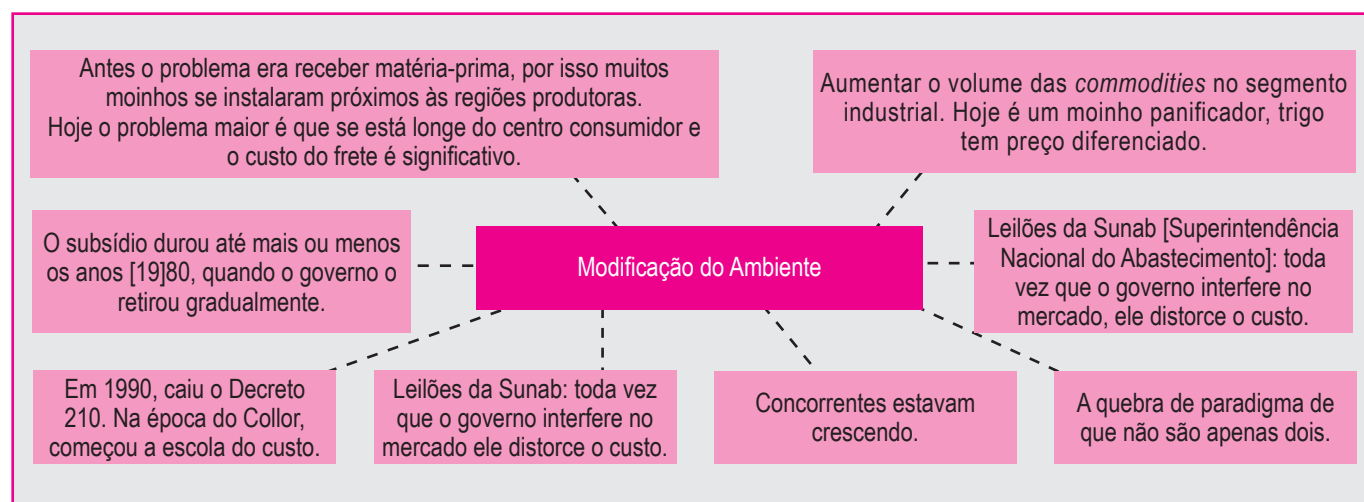 Antes o problema era receber matéria-prima, por isso muitos
moinhos se instalaram próximos às regiões produtoras.
Hoje o problema maior é que se está longe do centro consumidor e
o custo do frete é significativo.
Aumentar o volume das commodities no segmento
industrial. Hoje é um moinho panificador, trigo
tem preço diferenciado.
O subsídio durou até mais ou menos
os anos [19]80, quando o governo o
retirou gradualmente.
Modificação do Ambiente
Leilões da Sunab [Superintendência
Nacional do Abastecimento]: toda
vez que o governo interfere no
mercado, ele distorce o custo.
Em 1990, caiu o Decreto
210. Na época do Collor,
começou a escola do custo.
Leilões da Sunab: toda vez
que o governo interfere no
mercado ele distorce o custo.
Concorrentes estavam
crescendo.
A quebra de paradigma de
que não são apenas dois.